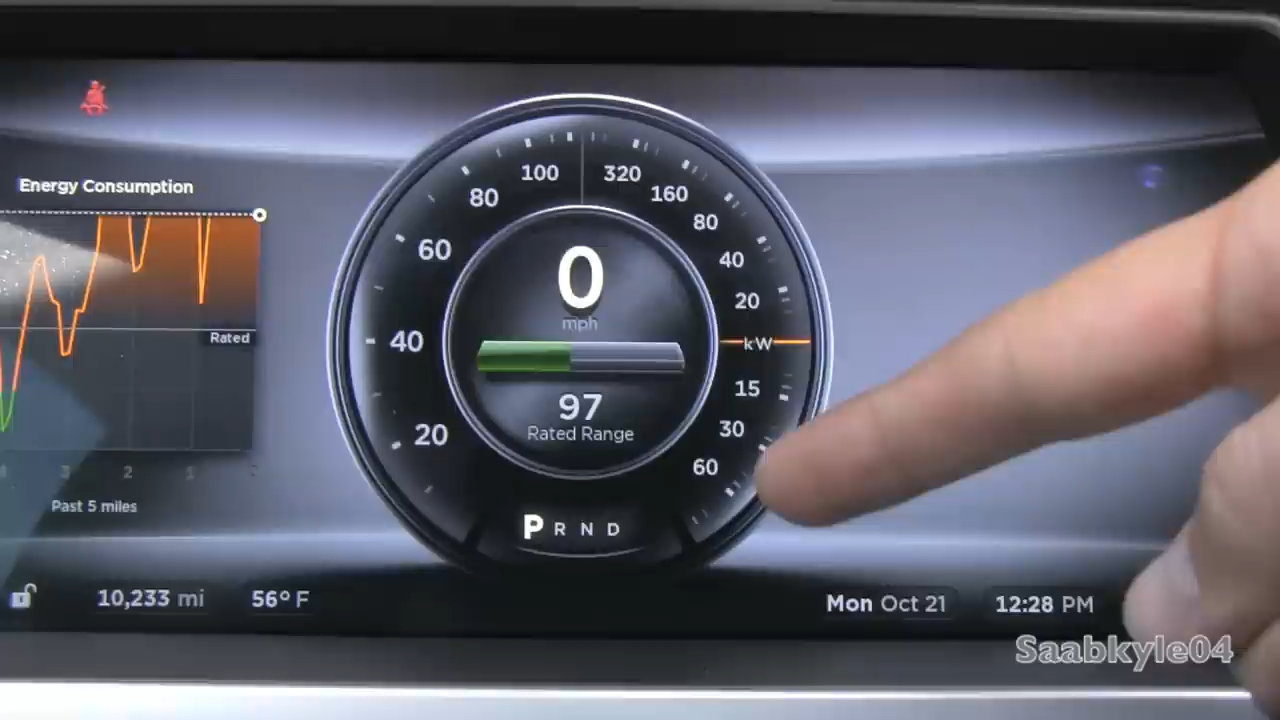 Energy Consumption
Rated
4 3 2 1
Past 5 miles
100 320
80 160
60 80
40 40
20 20
kW
15
30
60
0
mph
97
Rated Range
P R N D
10,233 mi 56° F
Mon Oct 21 12:28 PM
Saabkyle04